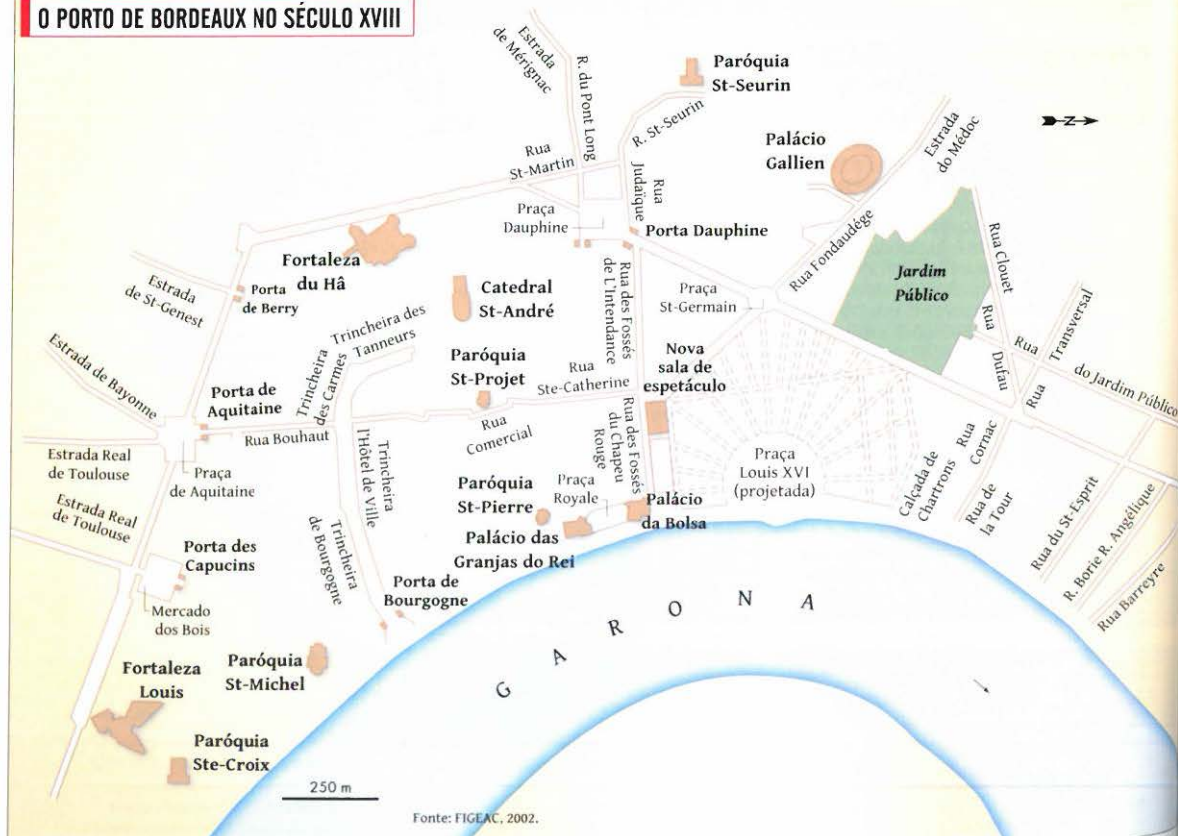 O PORTO DE BORDEAUX NO SÉCULO XVIII
Estrada
de Mérignac
R. du Pont Long
Paróquia
St-Seurin
R. St-Seurin
Rua
St-Martin
Rua
Judaïque
Palácio
Gallien
Estrada
do Médoc
N
Praça
Dauphine
Porta Dauphine
Rua Fondaudége
Fortaleza
du Hâ
Estrada
de St-Genest
Porta
de Berry
Catedral
St-André
Rua des Fossés
de L'Intendance
Praça
St-Germain
Jardim
Público
Rua Clouet
Rua
Dufau
Rua
Transversal
Rua
do Jardim Público
Estrada de Bayonne
Porta de
Aquitaine
Trincheira
des Carmes
Trincheira des
Tanneurs
Paróquia
St-Projet
Rua
Ste-Catherine
Nova
sala de
espetáculo
Rua Bouhaut
Rua
Comercial
Rua des Fossés
du Chapeu
Rouge
Estrada Real
de Toulouse
Praça
de Aquitaine
Trincheira
l'Hôtel de Ville
Praça
Louis XVI
(projetada)
Calçada de
Chartrons
Rua
Cornac
Rua de
la Tour
Estrada Real
de Toulouse
Paróquia
St-Pierre
Praça
Royale
Palácio
da Bolsa
Palácio das
Granjas do Rei
Rua du St-Esprit
R. Borie R. Angélique
Rua Barreyre
Porta des
Capucins
Trincheira
de Bourgogne
Porta de
Bourgogne
Mercado
dos Bois
GARONA
Fortaleza
Louis
Paróquia
St-Michel
Paróquia
Ste-Croix
250 m
Fonte: FIGEAC, 2002.